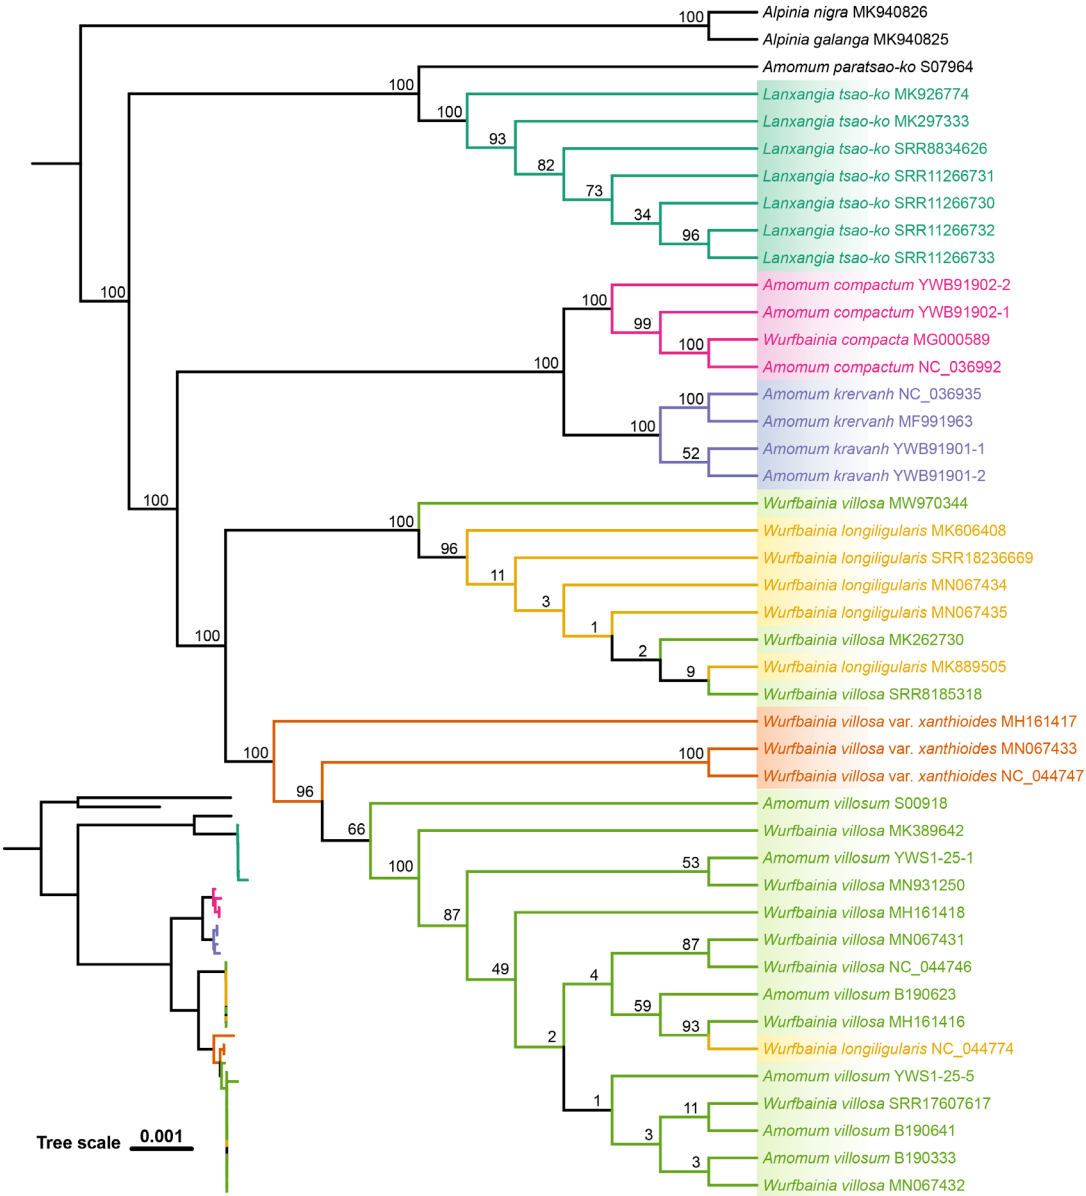 100
Alpinia nigra MK940826
Alpinia galanga MK940825
100
Amomum paratsao-ko S07964
100
Lanxangia tsao-ko MK926774
93
Lanxangia tsao-ko MK297333
82
Lanxangia tsao-ko SRR8834626
73
Lanxangia tsao-ko SRR11266731
34
Lanxangia tsao-ko SRR11266730
96
Lanxangia tsao-ko SRR11266732
Lanxangia tsao-ko SRR11266733
100
100
Amomum compactum YWB91902-2
99
Amomum compactum YWB91902-1
100
Wurfbainia compacta MG000589
Amomum compactum NC_036992
100
100
Amomum krervanh NC_036935
Amomum krervanh MF991963
100
52
Amomum kravanh YWB91901-1
Amomum kravanh YWB91901-2
100
Wurfbainia villosa MW970344
100
96
Wurfbainia longiligularis MK606408
11
Wurfbainia longiligularis SRR18236669
3
Wurfbainia longiligularis MN067434
1
Wurfbainia longiligularis MN067435
2
Wurfbainia villosa MK262730
9
Wurfbainia longiligularis MK889505
Wurfbainia villosa SRR8185318
100
Wurfbainia villosa var. xanthioides MH161417
100
100
Wurfbainia villosa var. xanthioides MN067433
Wurfbainia villosa var. xanthioides NC_044747
96
Amomum villosum S00918
66
Wurfbainia villosa MK389642
100
53
Amomum villosum YWS1-25-1
Wurfbainia villosa MN931250
87
Wurfbainia villosa MH161418
49
87
Wurfbainia villosa MN067431
Wurfbainia villosa NC_044746
4
59
Amomum villosum B190623
93
Wurfbainia villosa MH161416
Wurfbainia longiligularis NC_044774
2
Amomum villosum YWS1-25-5
1
11
Wurfbainia villosa SRR17607617
Amomum villosum B190641
3
3
Amomum villosum B190333
Wurfbainia villosa MN067432
Tree scale 0.001